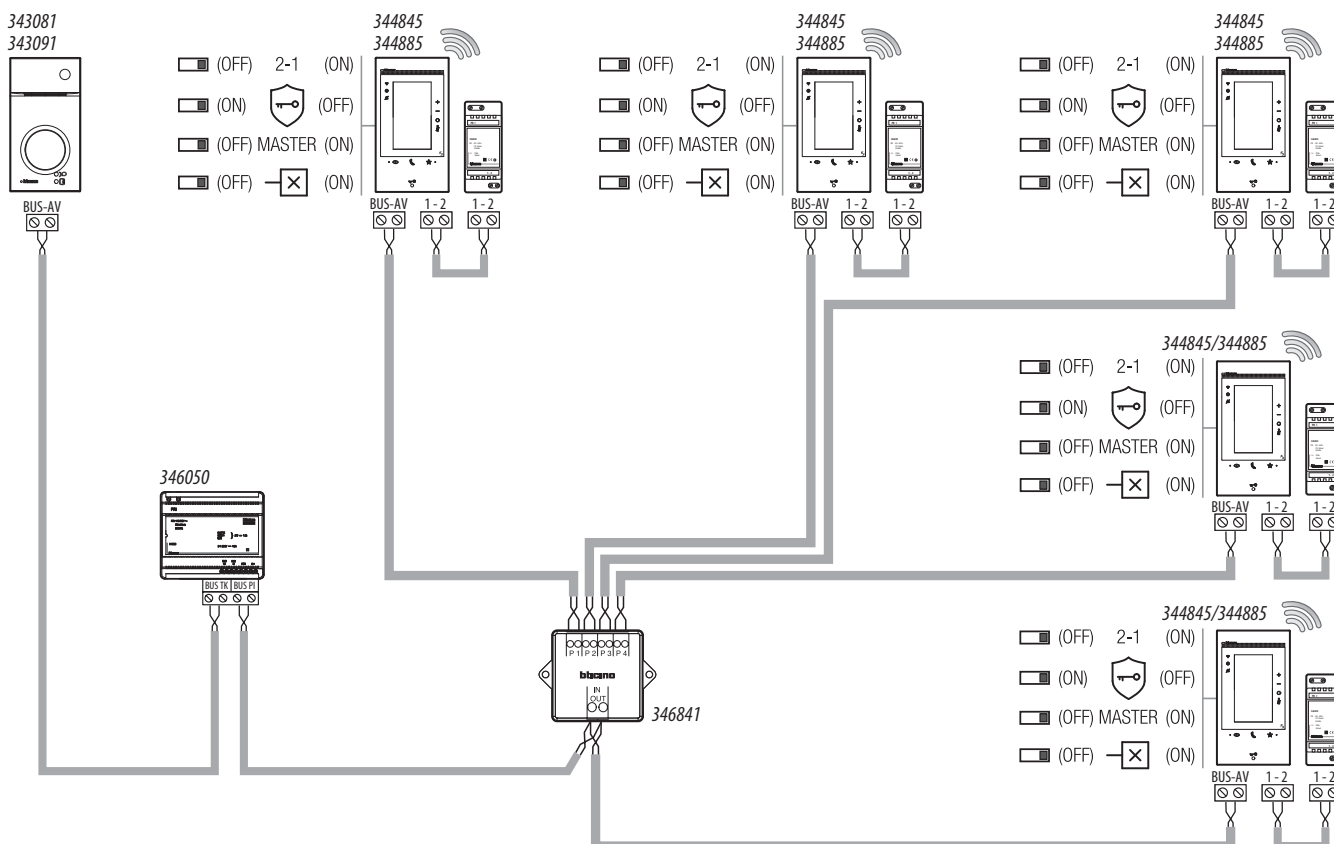 343081
343091
BUS-AV
344845
344885
(OFF) 2-1 (ON)
(ON) (OFF)
(OFF) MASTER (ON)
(OFF) (ON)
BUS-AV 1 - 2 1 - 2
344845
344885
(OFF) 2-1 (ON)
(ON) (OFF)
(OFF) MASTER (ON)
(OFF) (ON)
BUS-AV 1 - 2 1 - 2
344845
344885
(OFF) 2-1 (ON)
(ON) (OFF)
(OFF) MASTER (ON)
(OFF) (ON)
BUS-AV 1 - 2 1 - 2
344845/344885
(OFF) 2-1 (ON)
(ON) (OFF)
(OFF) MASTER (ON)
(OFF) (ON)
BUS-AV 1 - 2 1 - 2
346050
BUS TK BUS PI
P 1 P 2 P 3 P 4
bticino
IN
OUT
346841
344845/344885
(OFF) 2-1 (ON)
(ON) (OFF)
(OFF) MASTER (ON)
(OFF) (ON)
BUS-AV 1 - 2 1 - 2